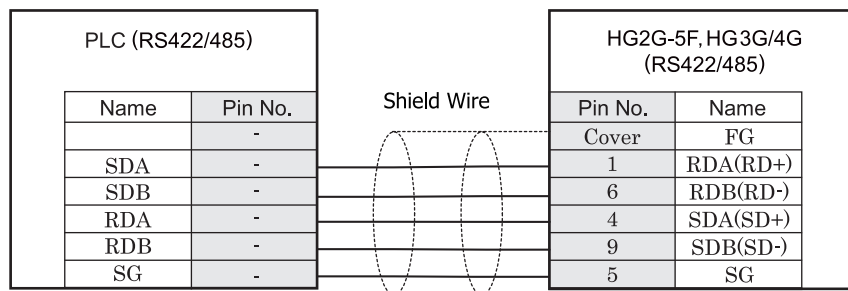 PLC (RS422/485)
HG2G-5F, HG3G/4G
(RS422/485)
Shield Wire
Name Pin No.
-
SDA -
SDB -
RDA -
RDB -
SG -
Pin No. Name
Cover FG
1 RDA(RD+)
6 RDB(RD-)
4 SDA(SD+)
9 SDB(SD-)
5 SG